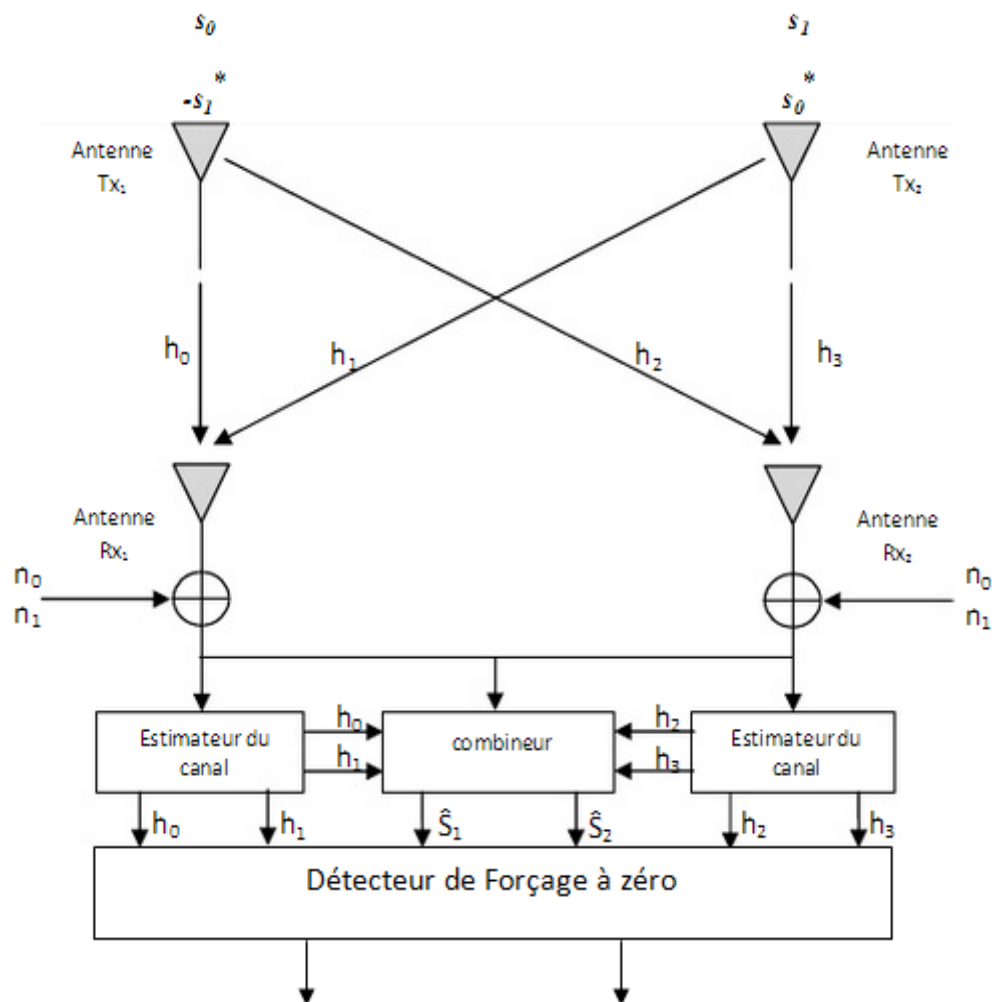 s₀ s₁
-s₁* s₀*
Antenne Antenne
Tx₁ Tx₂
h₀ h₁ h₂ h₃
Antenne Antenne
Rx₁ Rx₂
n₀ n₀
n₁ n₁
h₀ h₂
Estimateur du combineur Estimateur du
canal canal
h₁ h₃
h₀ h₁ Ŝ₁ Ŝ₂ h₂ h₃
Détecteur de Forçage à zéro